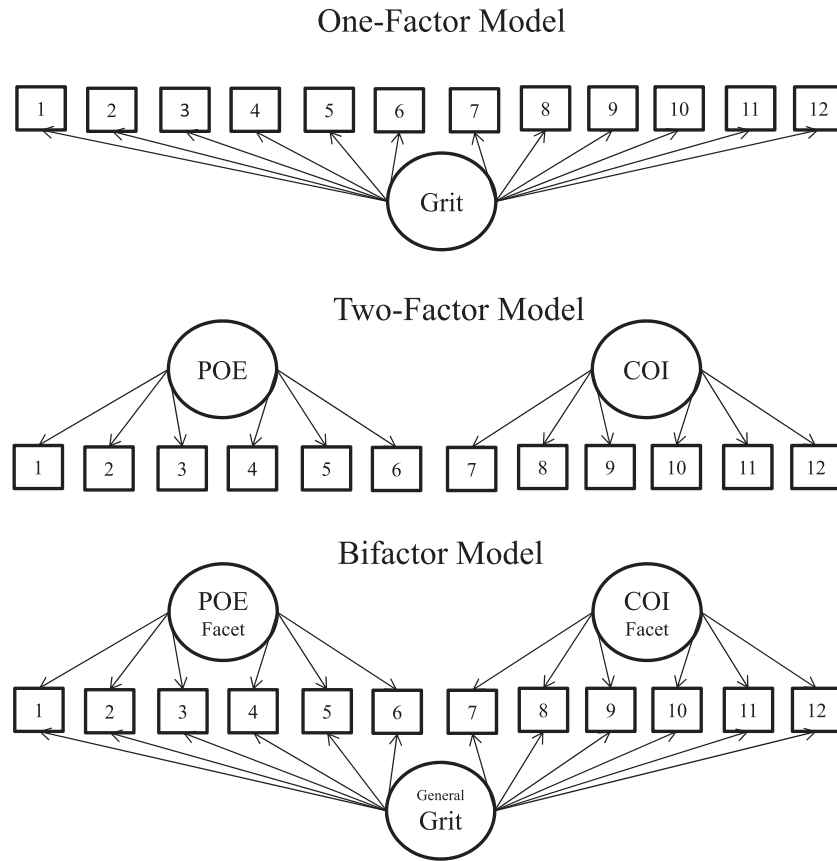 One-Factor Model
1 2 3 4 5 6 7 8 9 10 11 12
Grit
Two-Factor Model
POE COI
1 2 3 4 5 6 7 8 9 10 11 12
Bifactor Model
POE COI
Facet Facet
1 2 3 4 5 6 7 8 9 10 11 12
General
Grit